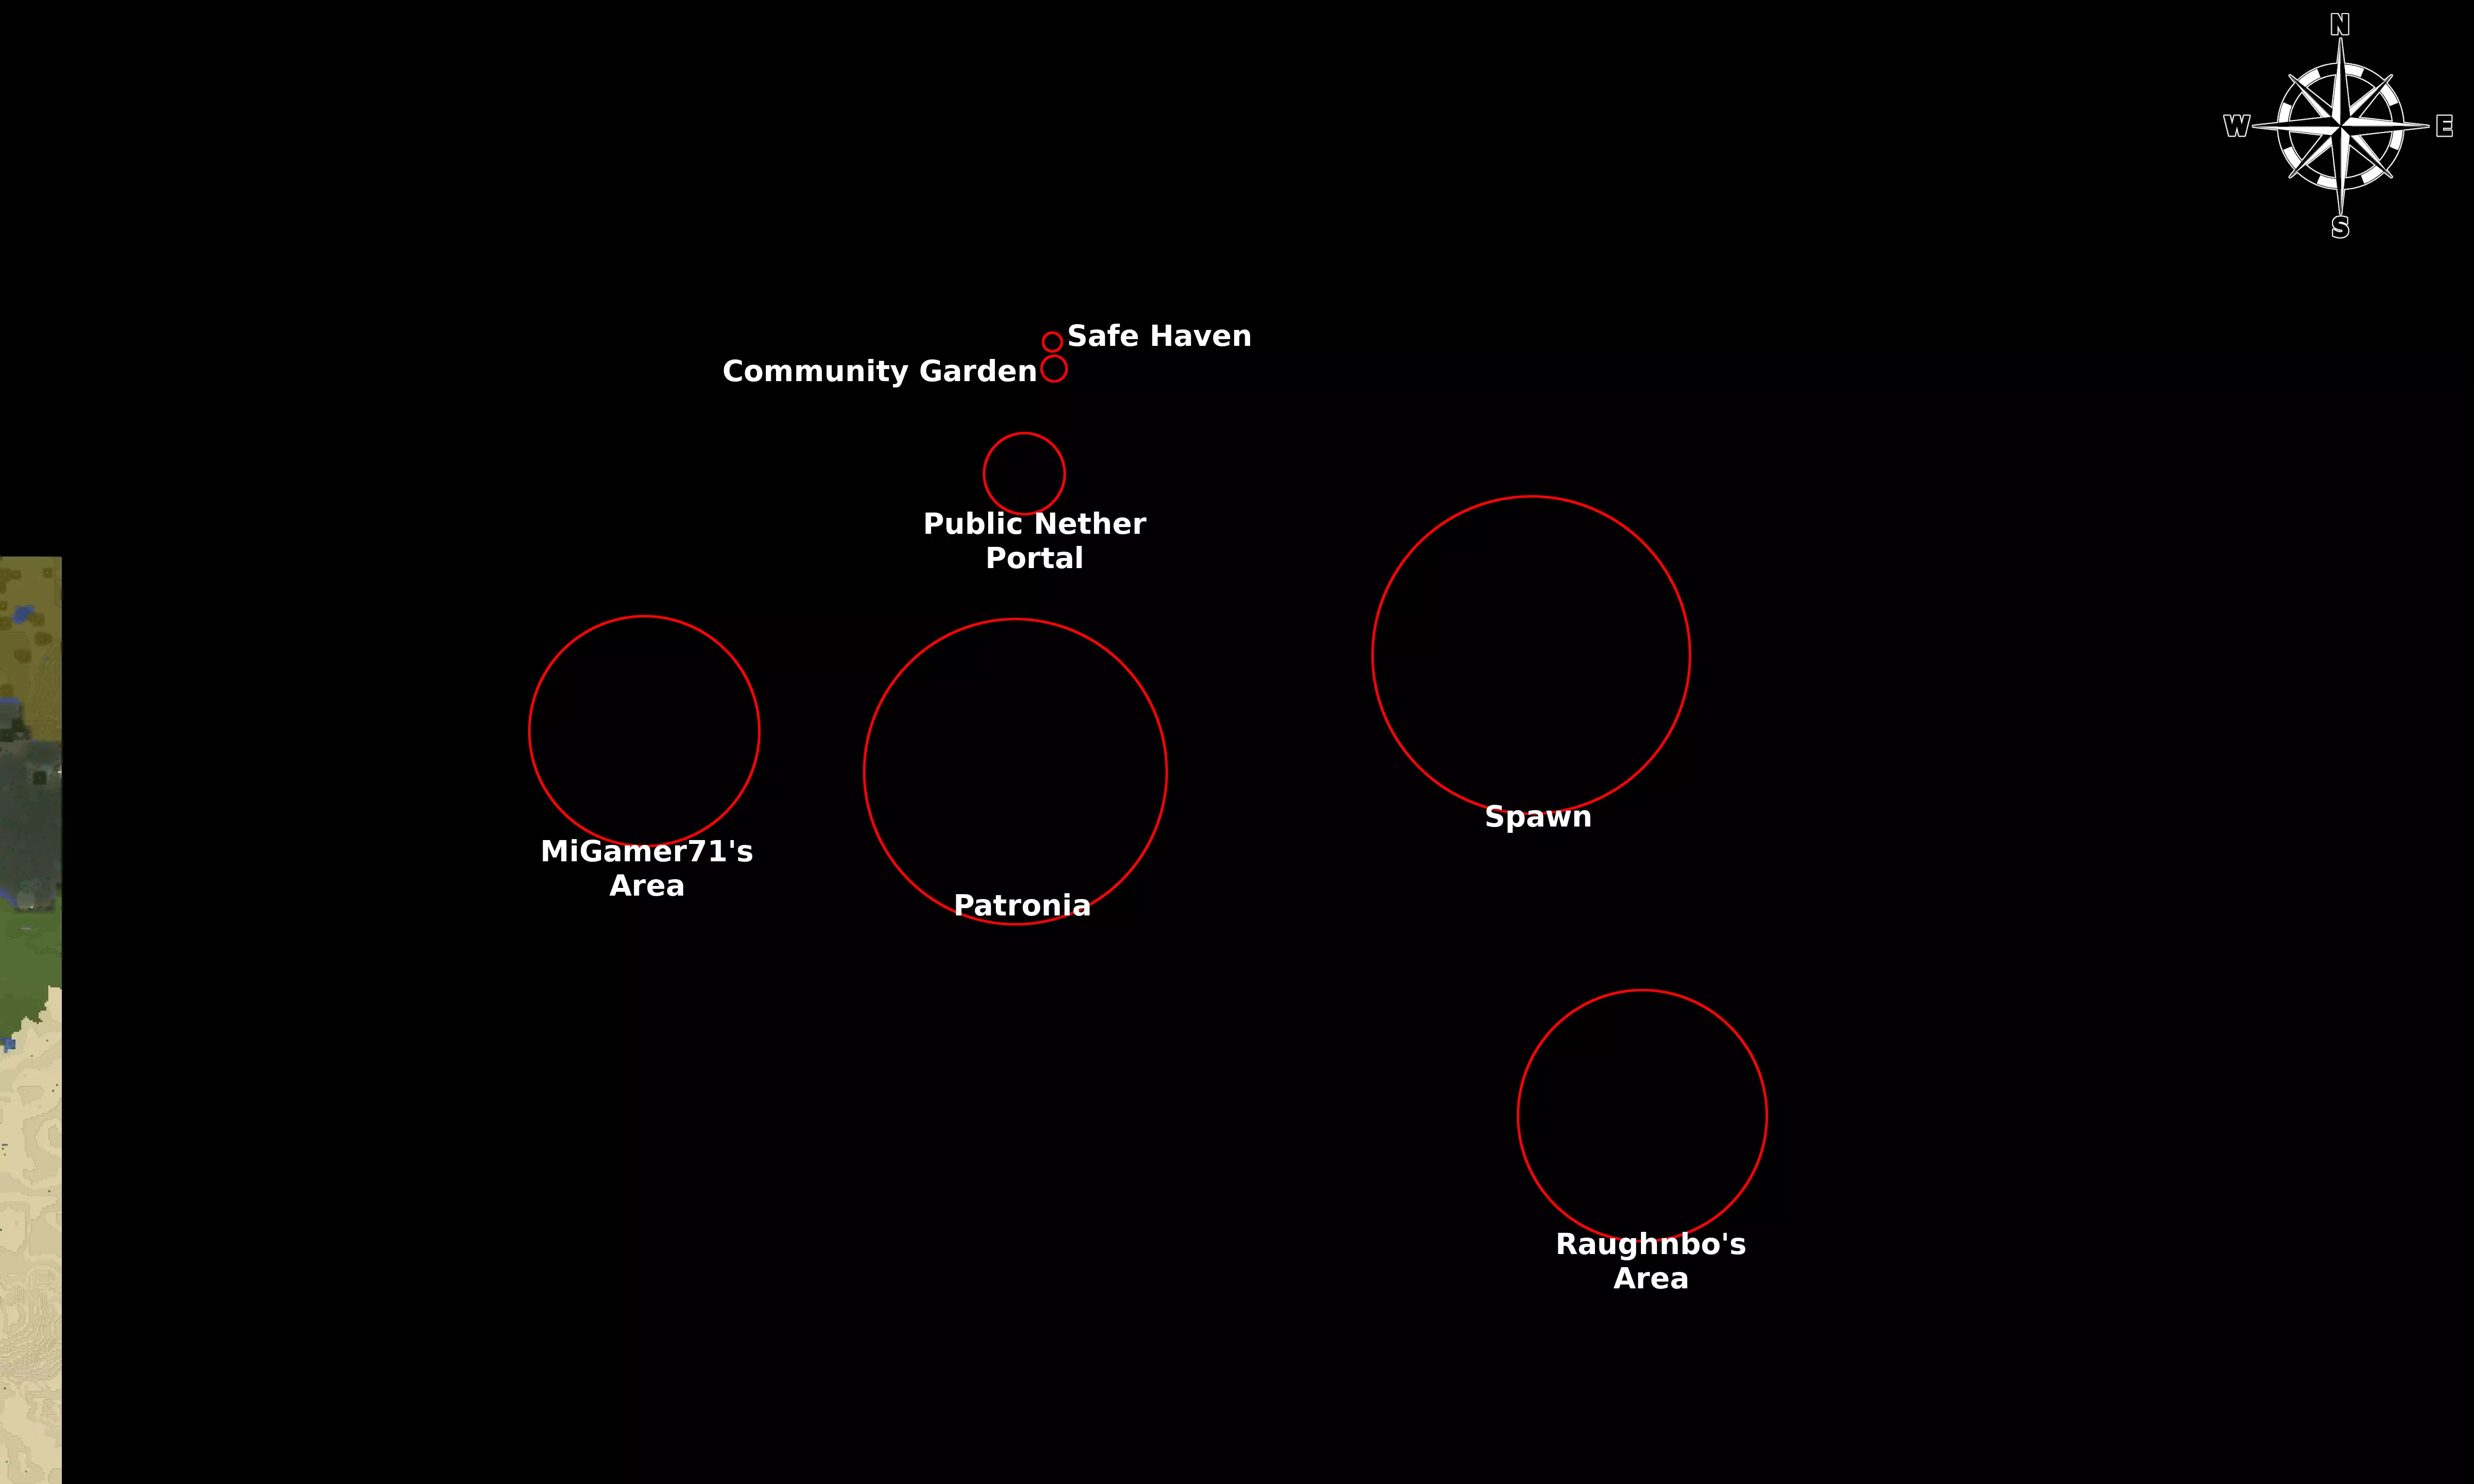 N
W
E
S
Safe Haven
Community Garden
Public Nether
Portal
Spawn
MiGamer71's
Area
Patronia
Raughnbo's
Area